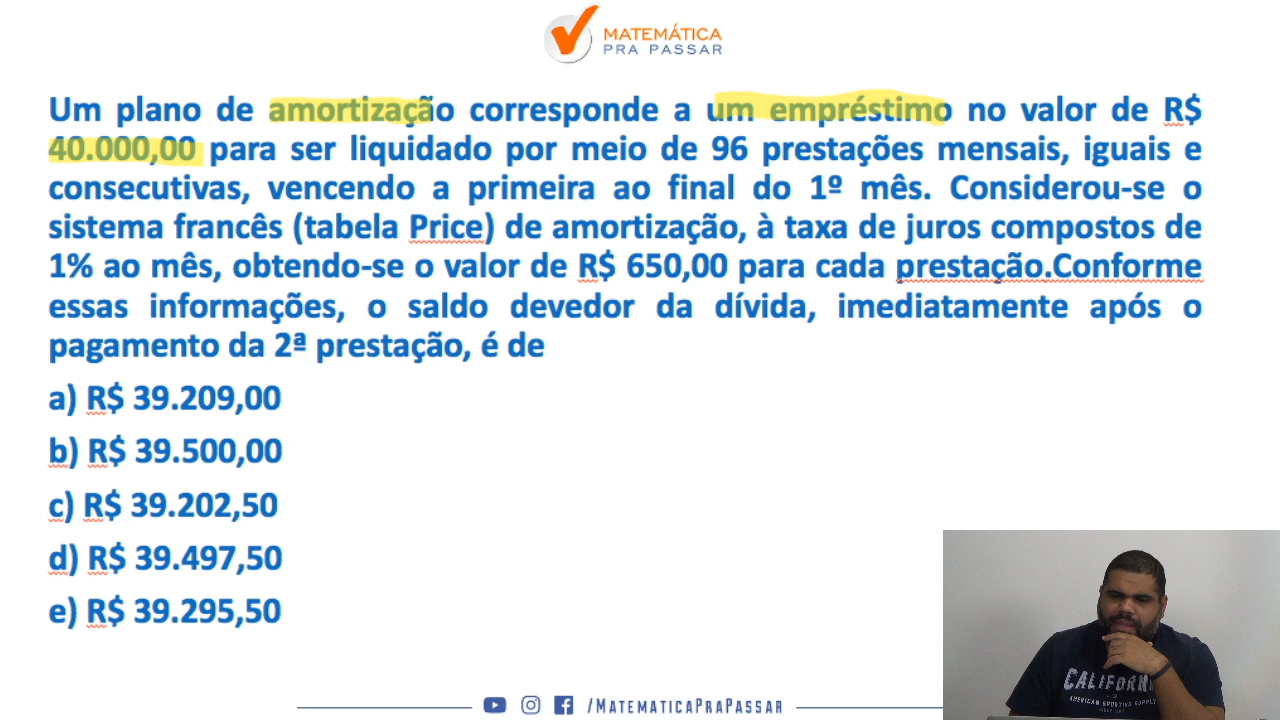 MATEMÁTICA
PRA PASSAR
Um plano de amortização corresponde a um empréstimo no valor de R$
40.000,00 para ser liquidado por meio de 96 prestações mensais, iguais e
consecutivas, vencendo a primeira ao final do 1º mês. Considerou-se o
sistema francês (tabela Price) de amortização, à taxa de juros compostos de
1% ao mês, obtendo-se o valor de R$ 650,00 para cada prestação.Conforme
essas informações, o saldo devedor da dívida, imediatamente após o
pagamento da 2ª prestação, é de
a) R$ 39.209,00
b) R$ 39.500,00
c) R$ 39.202,50
d) R$ 39.497,50
e) R$ 39.295,50
CALIFORNI
AMERICAN SPORTING SUPPLY
/MATEMATICAPRAPASSAR